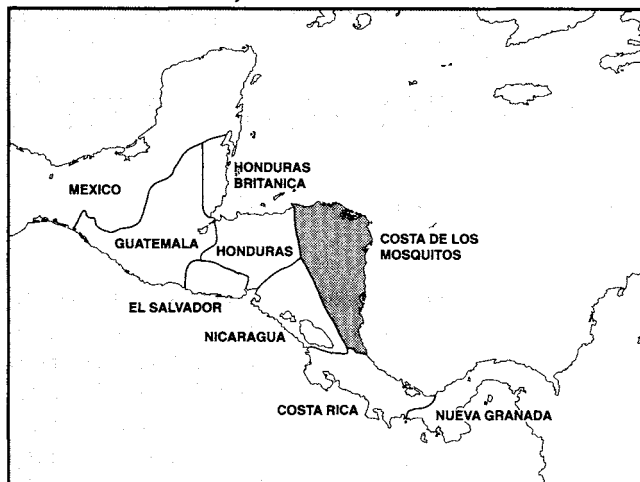 MEXICO
HONDURAS
BRITANICA
GUATEMALA
HONDURAS
COSTA DE LOS
MOSQUITOS
EL SALVADOR
NICARAGUA
COSTA RICA
NUEVA GRANADA